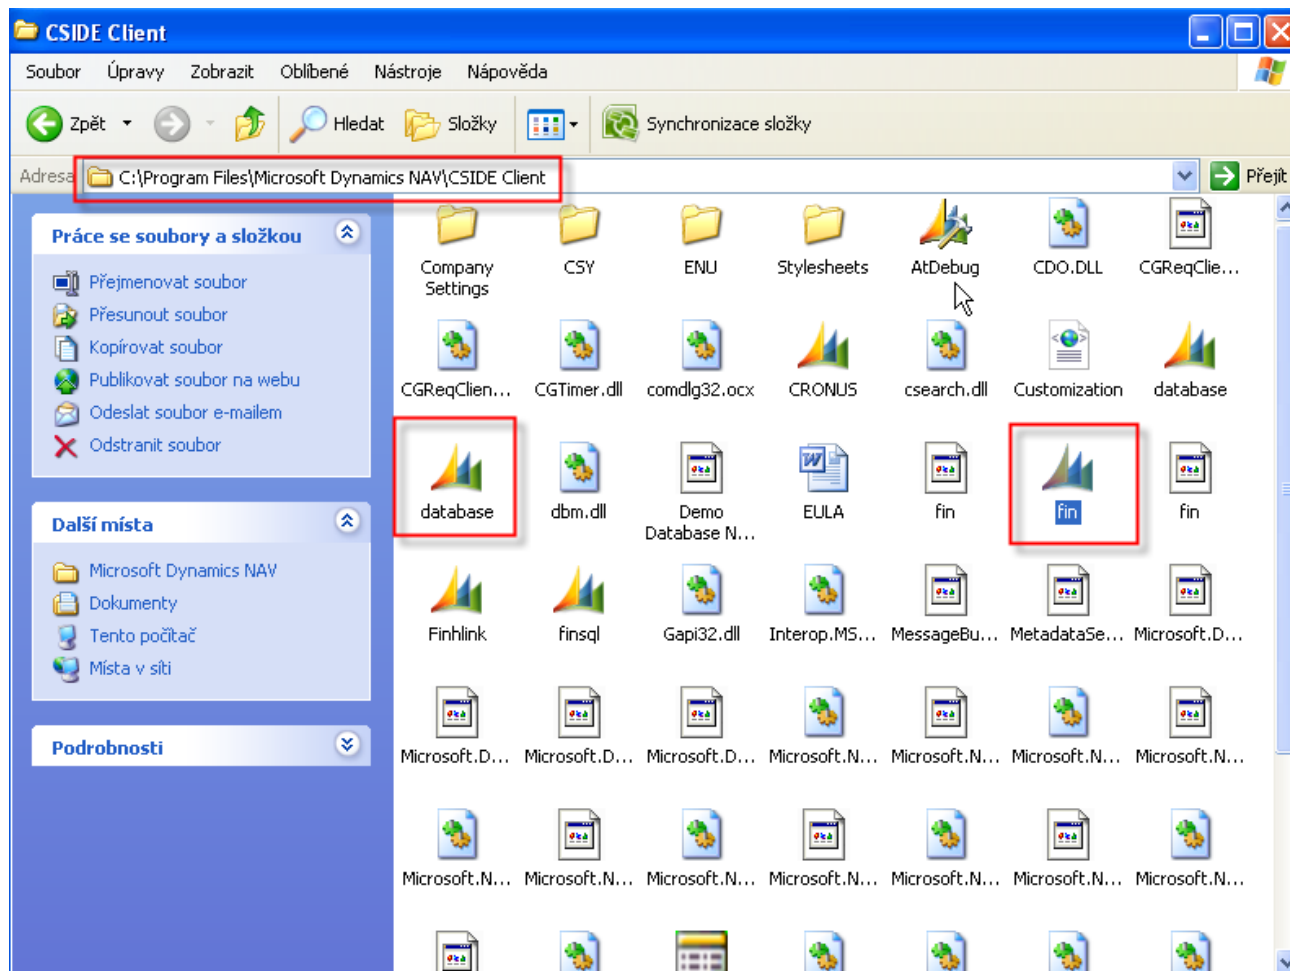 CSIDE Client
Soubor Úpravy Zobrazit Oblíbené Nástroje Nápověda
Zpět Hledat Složky Synchronizace složky
Adresa C:\Program Files\Microsoft Dynamics NAV\CSIDE Client Přejít
Práce se soubory a složkou
Přejmenovat soubor
Přesunout soubor
Kopírovat soubor
Publikovat soubor na webu
Odeslat soubor e-mailem
Odstranit soubor
Další místa
Microsoft Dynamics NAV
Dokumenty
Tento počítač
Místa v síti
Podrobnosti
Company Settings CSY ENU Stylesheets AtDebug CDO.DLL CGReqClie...
CGReqClien... CGTimer.dll comdlg32.ocx CRONUS csearch.dll Customization database
database dbm.dll Demo Database N... EULA fin fin fin
Finhlink finsql Gapi32.dll Interop.MS... MessageBu... MetadataSe... Microsoft.D...
Microsoft.D... Microsoft.D... Microsoft.D... Microsoft.N... Microsoft.N... Microsoft.N... Microsoft.N...
Microsoft.N... Microsoft.N... Microsoft.N... Microsoft.N... Microsoft.N... Microsoft.N... Microsoft.N...